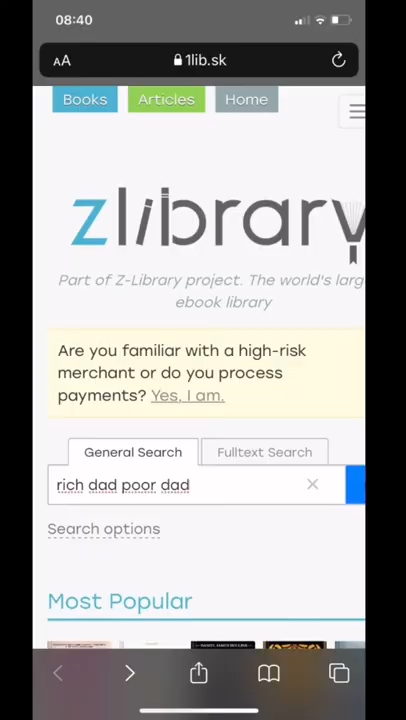 08:40
AA 1lib.sk
Books Articles Home
zlibrary
Part of Z-Library project. The world's larg
ebook library
Are you familiar with a high-risk
merchant or do you process
payments? Yes, I am.
General Search Fulltext Search
rich dad poor dad
Search options
Most Popular